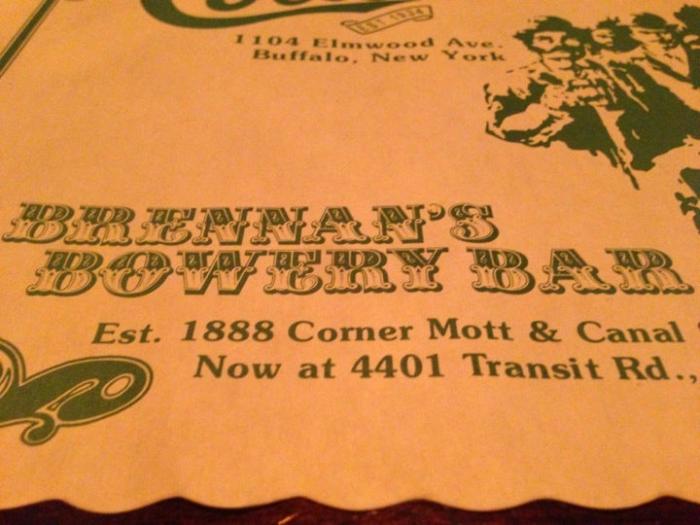 EST. 1934
1104 Elmwood Ave.
Buffalo, New York
BRENNAN'S
BOWERY BAR
Est. 1888 Corner Mott & Canal
Now at 4401 Transit Rd.,